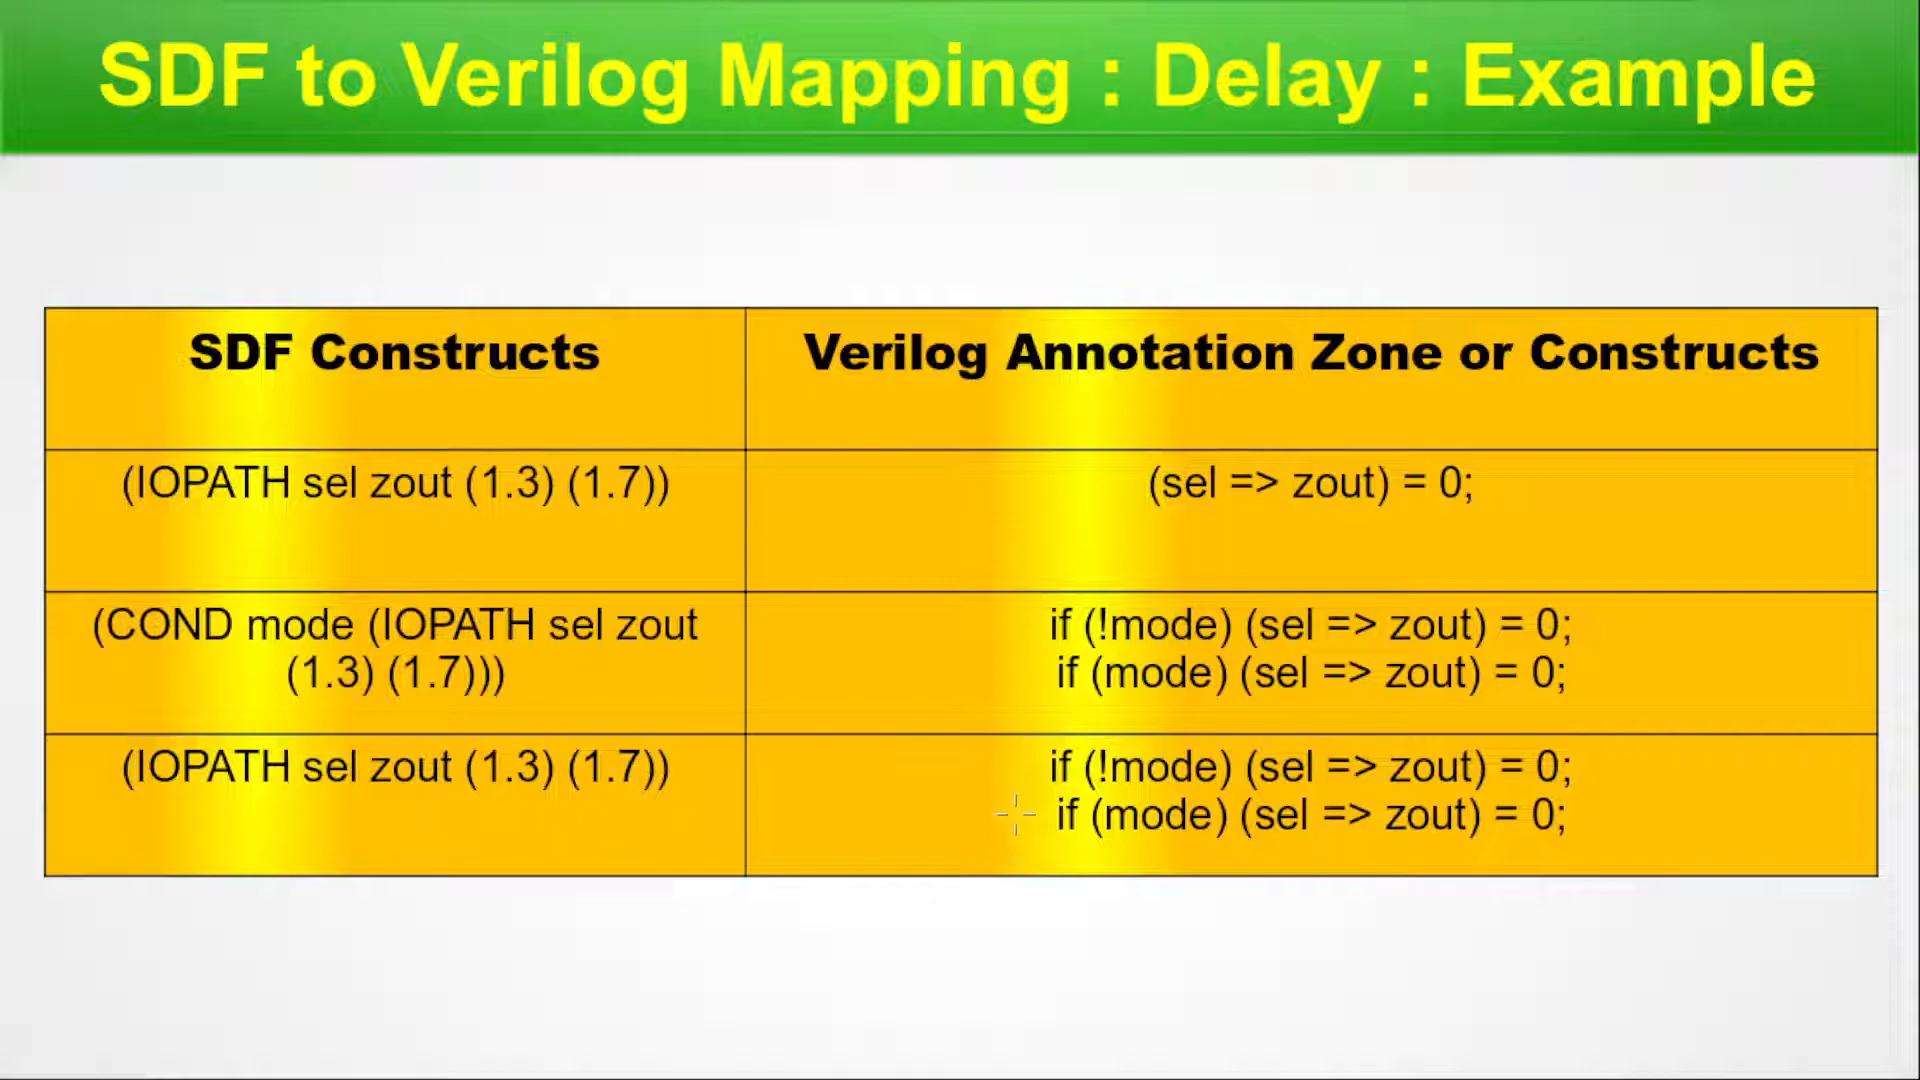 SDF to Verilog Mapping : Delay : Example
SDF Constructs
Verilog Annotation Zone or Constructs
(IOPATH sel zout (1.3) (1.7))
(sel => zout) = 0;
(COND mode (IOPATH sel zout
(1.3) (1.7)))
if (!mode) (sel => zout) = 0;
if (mode) (sel => zout) = 0;
(IOPATH sel zout (1.3) (1.7))
if (!mode) (sel => zout) = 0;
if (mode) (sel => zout) = 0;